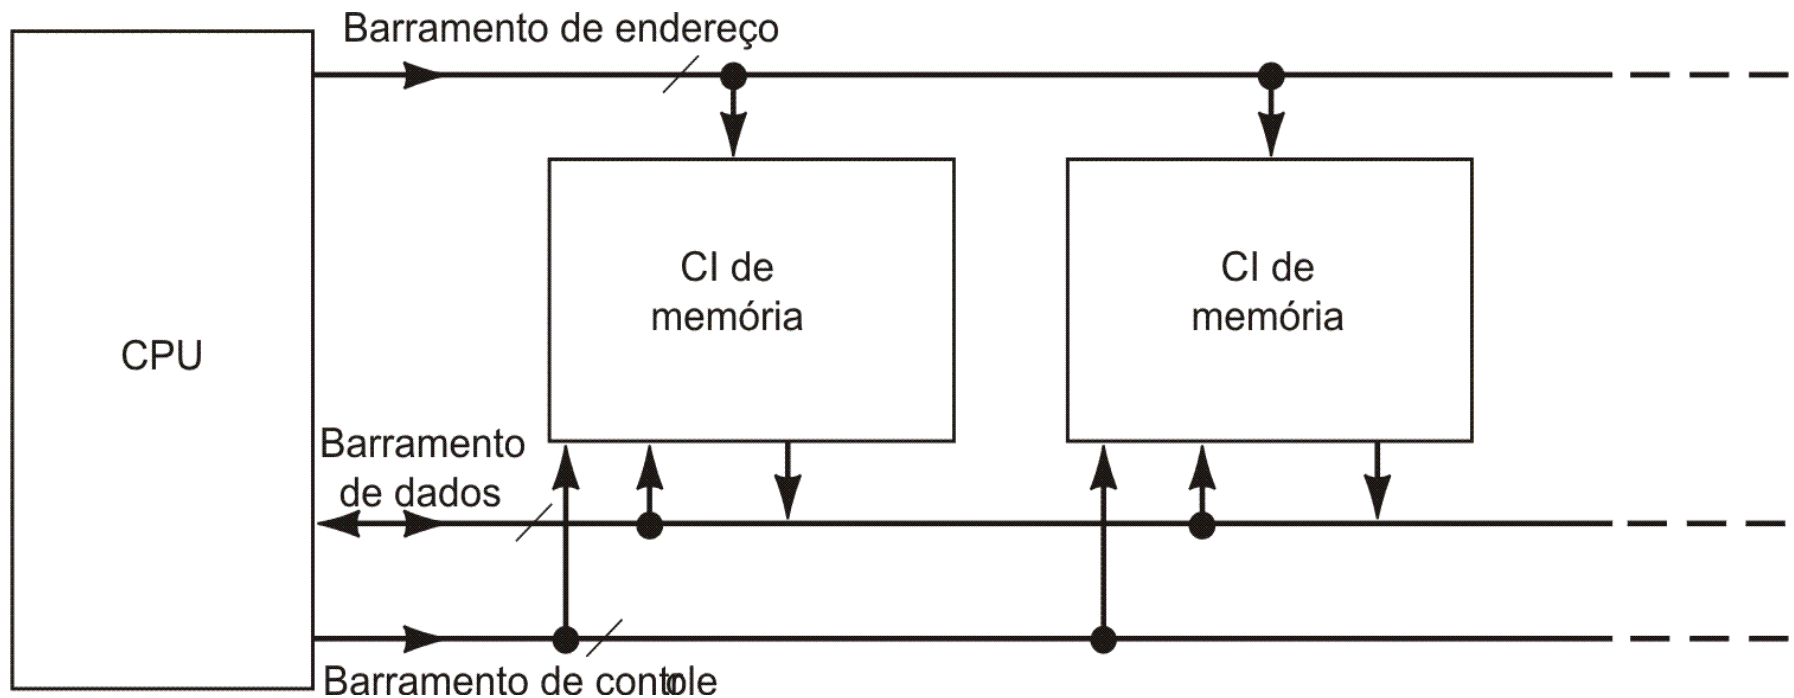 Barramento de endereço
CI de
memória
CI de
memória
CPU
Barramento
de dados
Barramento de controle